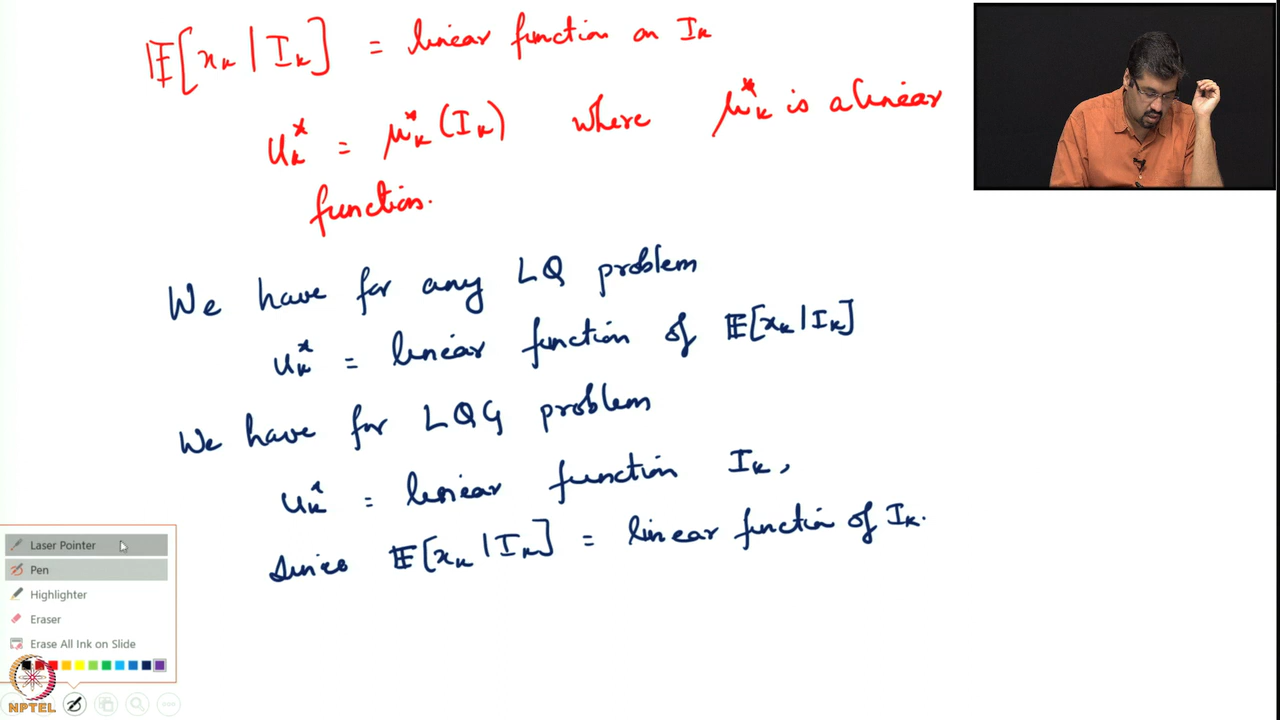 𝔼[x_k | I_k] = linear function on I_k
u_k^* = μ_k^*(I_k) where μ_k^* is a linear
function.
We have for any LQ problem
u_k^* = linear function of 𝔼[x_k | I_k]
We have for LQG problem
u_k^* = linear function I_k,
since 𝔼[x_k | I_k] = linear function of I_k.
Laser Pointer
Pen
Highlighter
Eraser
Erase All Ink on Slide
NPTEL